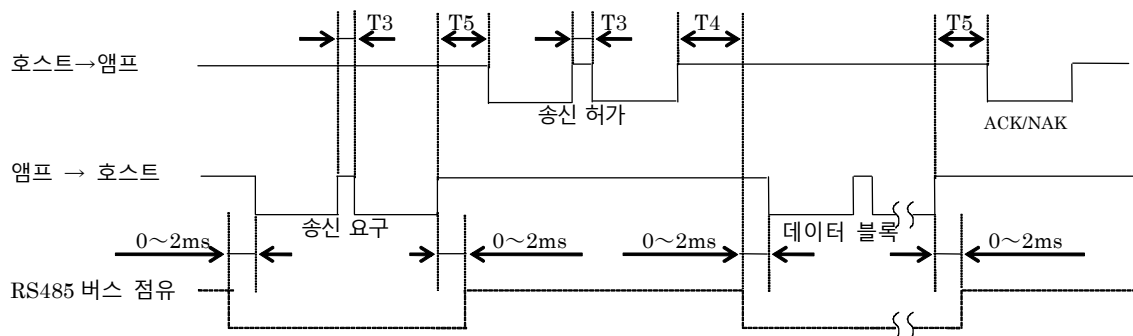 T3 T5 T3 T4 T5
호스트→앰프
송신 허가
ACK/NAK
앰프 → 호스트
송신 요구 데이터 블록
0～2ms 0～2ms 0～2ms 0～2ms
RS485 버스 점유